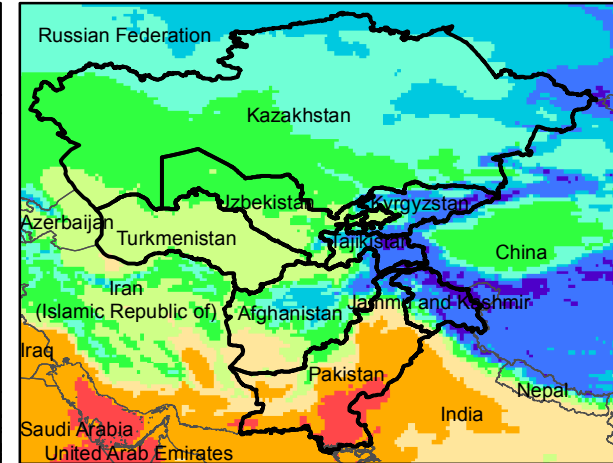 Russian Federation
Kazakhstan
Uzbekistan
Kyrgyzstan
Azerbaijan
Turkmenistan
Tajikistan
China
Iran
(Islamic Republic of)
Afghanistan
Jammu and Kashmir
Iraq
Pakistan
Nepal
India
Saudi Arabia
United Arab Emirates